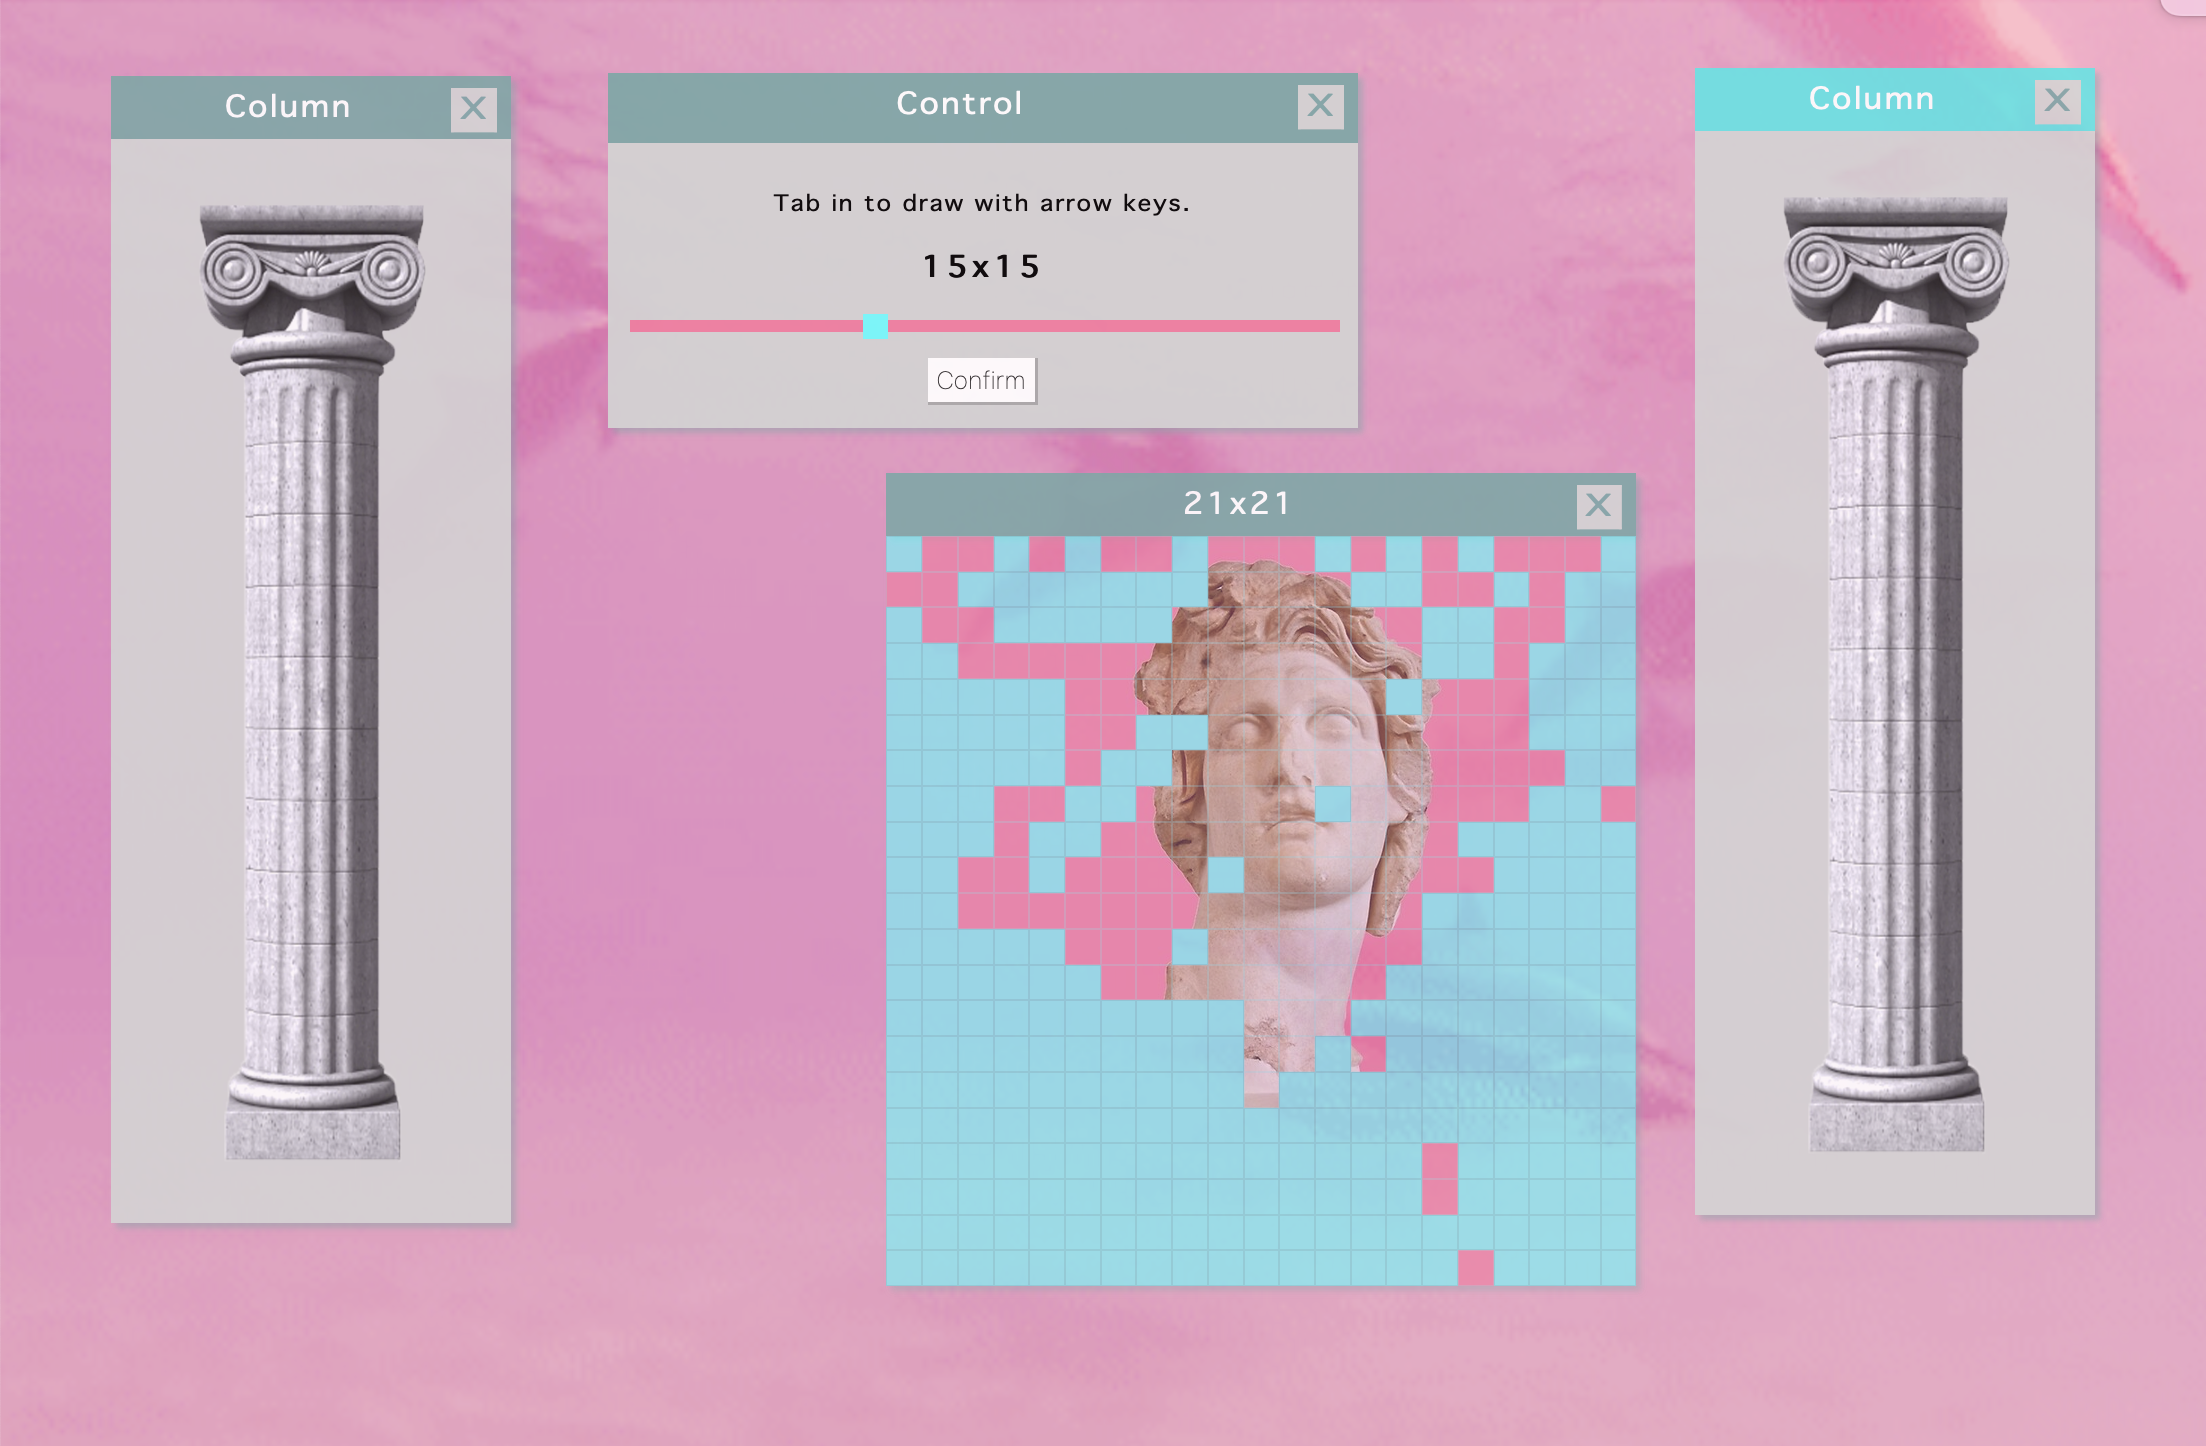 Column X
Control X
Tab in to draw with arrow keys.
15x15
Confirm
21x21 X
Column X